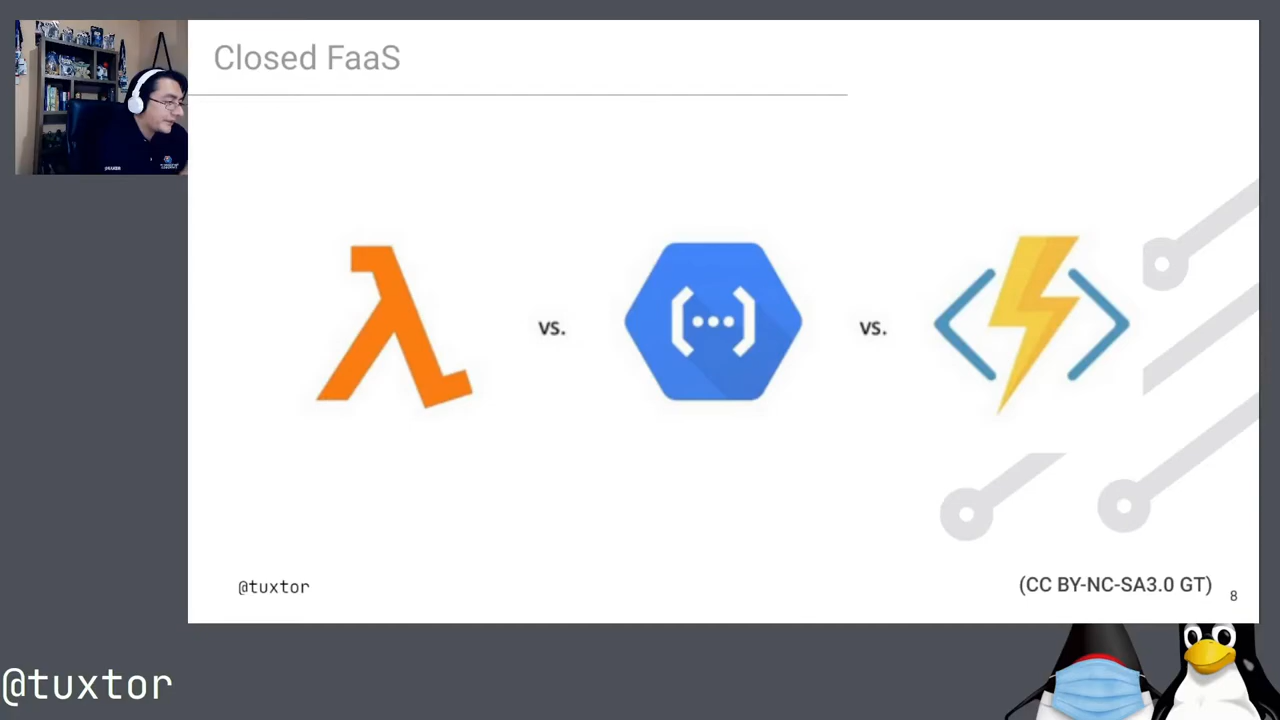 Closed FaaS
vs.
vs.
@tuxtor
(CC BY-NC-SA3.0 GT)
8
@tuxtor